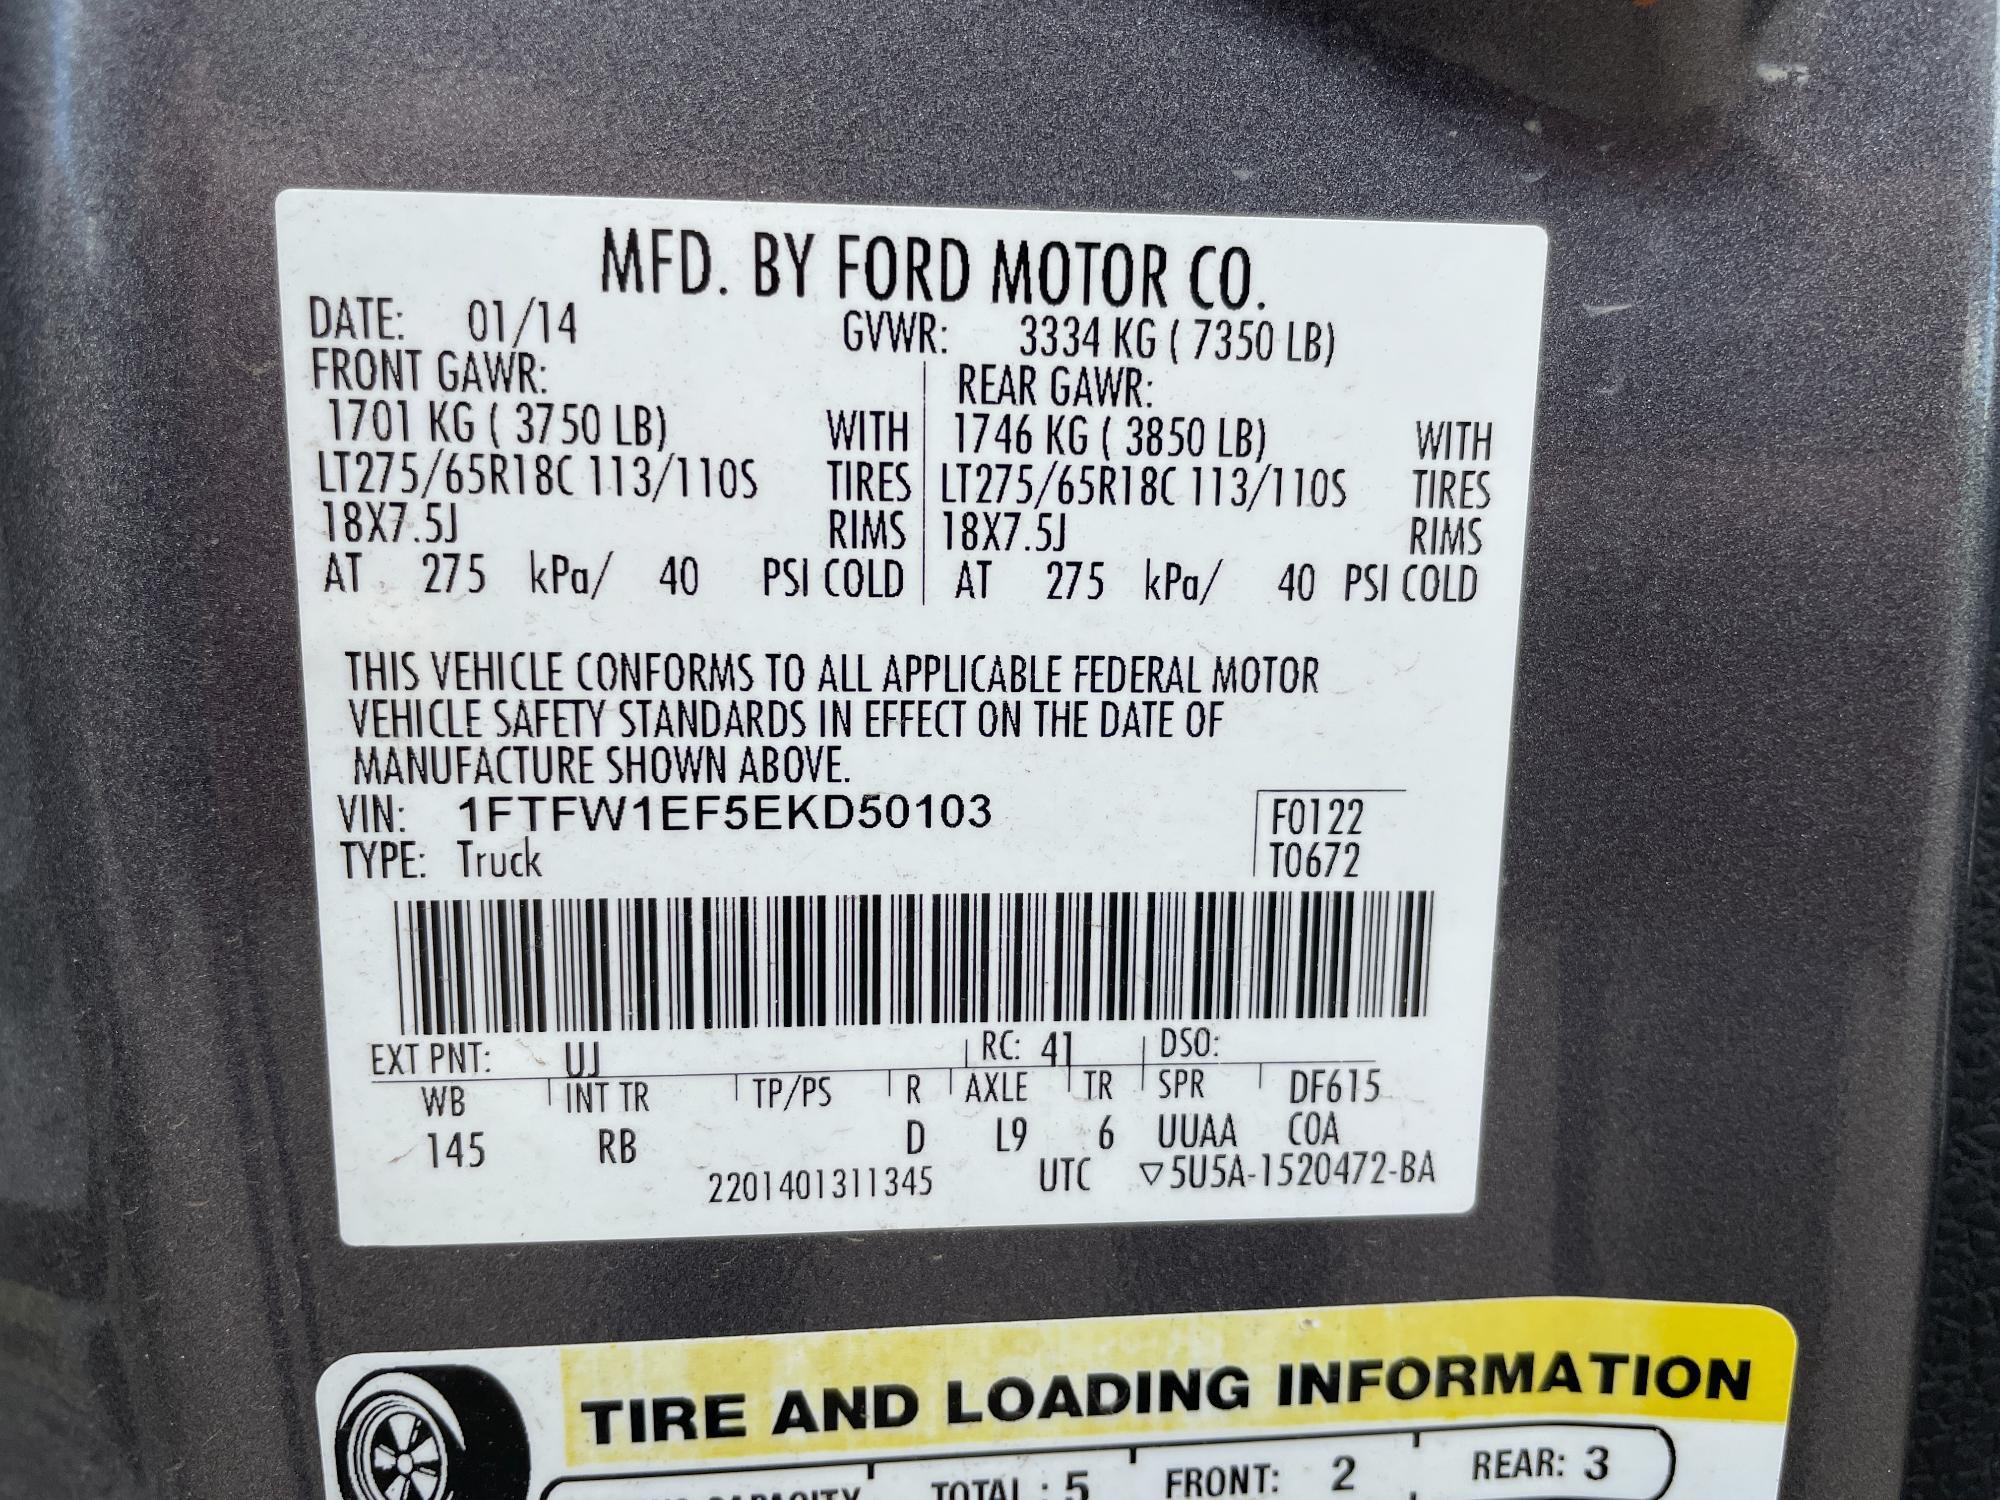 MFD. BY FORD MOTOR CO.
DATE: 01/14 GVWR: 3334 KG ( 7350 LB)
FRONT GAWR: REAR GAWR:
1701 KG ( 3750 LB) WITH 1746 KG ( 3850 LB) WITH
LT275/65R18C 113/110S TIRES LT275/65R18C 113/110S TIRES
18X7.5J RIMS 18X7.5J RIMS
AT 275 kPa/ 40 PSI COLD AT 275 kPa/ 40 PSI COLD
THIS VEHICLE CONFORMS TO ALL APPLICABLE FEDERAL MOTOR
VEHICLE SAFETY STANDARDS IN EFFECT ON THE DATE OF
MANUFACTURE SHOWN ABOVE.
VIN: 1FTFW1EF5EKD50103 F0122
TYPE: Truck T0672
EXT PNT: UJ RC: 41 DSO:
WB INT TR TP/PS R AXLE TR SPR DF615
145 RB D L9 6 UUAA COA
2201401311345 UTC ▽5U5A-1520472-BA
TIRE AND LOADING INFORMATION
CAPACITY TOTAL : 5 FRONT: 2 REAR: 3